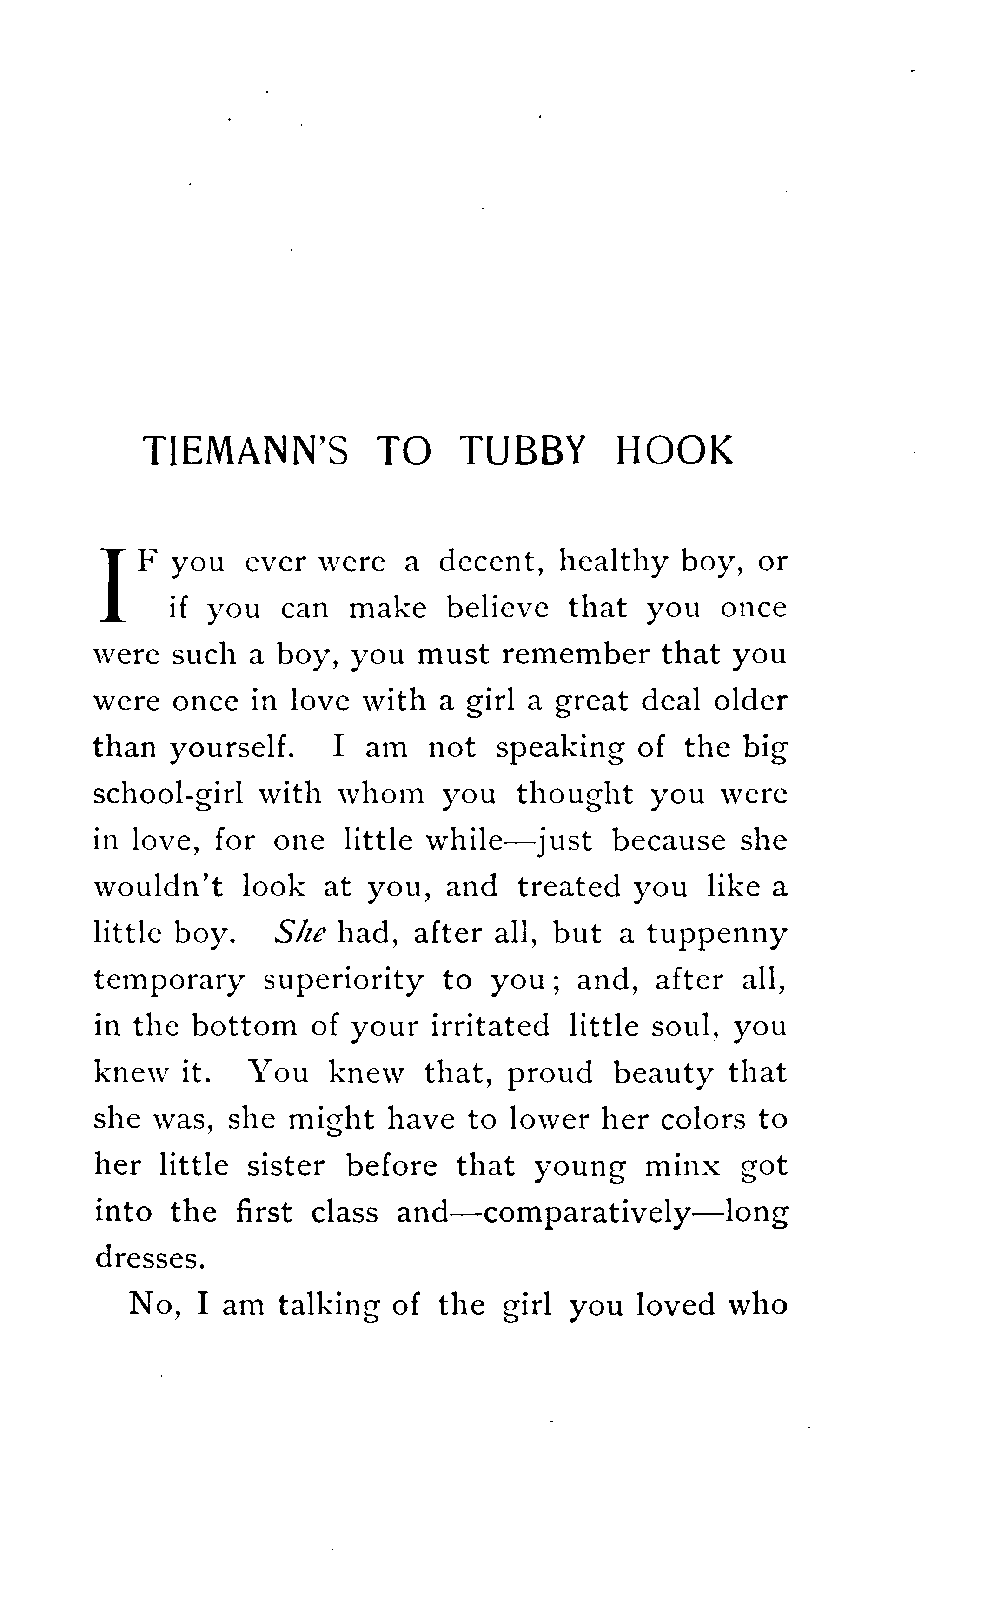 TIEMANN'S TO TUBBY HOOK
IF you ever were a decent, healthy boy, or
if you can make believe that you once
were such a boy, you must remember that you
were once in love with a girl a great deal older
than yourself. I am not speaking of the big
school-girl with whom you thought you were
in love, for one little while—just because she
wouldn't look at you, and treated you like a
little boy. She had, after all, but a tuppenny
temporary superiority to you; and, after all,
in the bottom of your irritated little soul, you
knew it. You knew that, proud beauty that
she was, she might have to lower her colors to
her little sister before that young minx got
into the first class and—comparatively—long
dresses.
No, I am talking of the girl you loved who